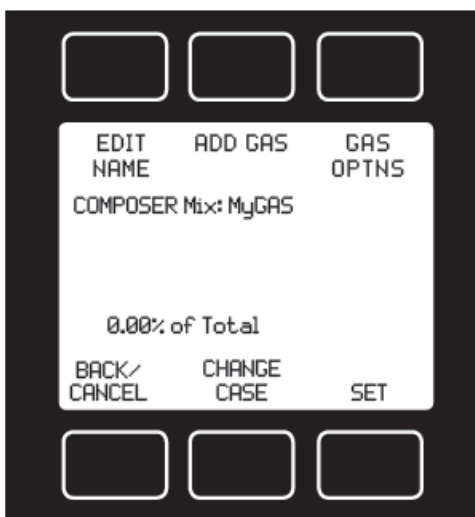 EDIT NAME
ADD GAS
GAS OPTNS
COMPOSER Mix: MyGAS
0.00% of Total
BACK/ CANCEL
CHANGE CASE
SET